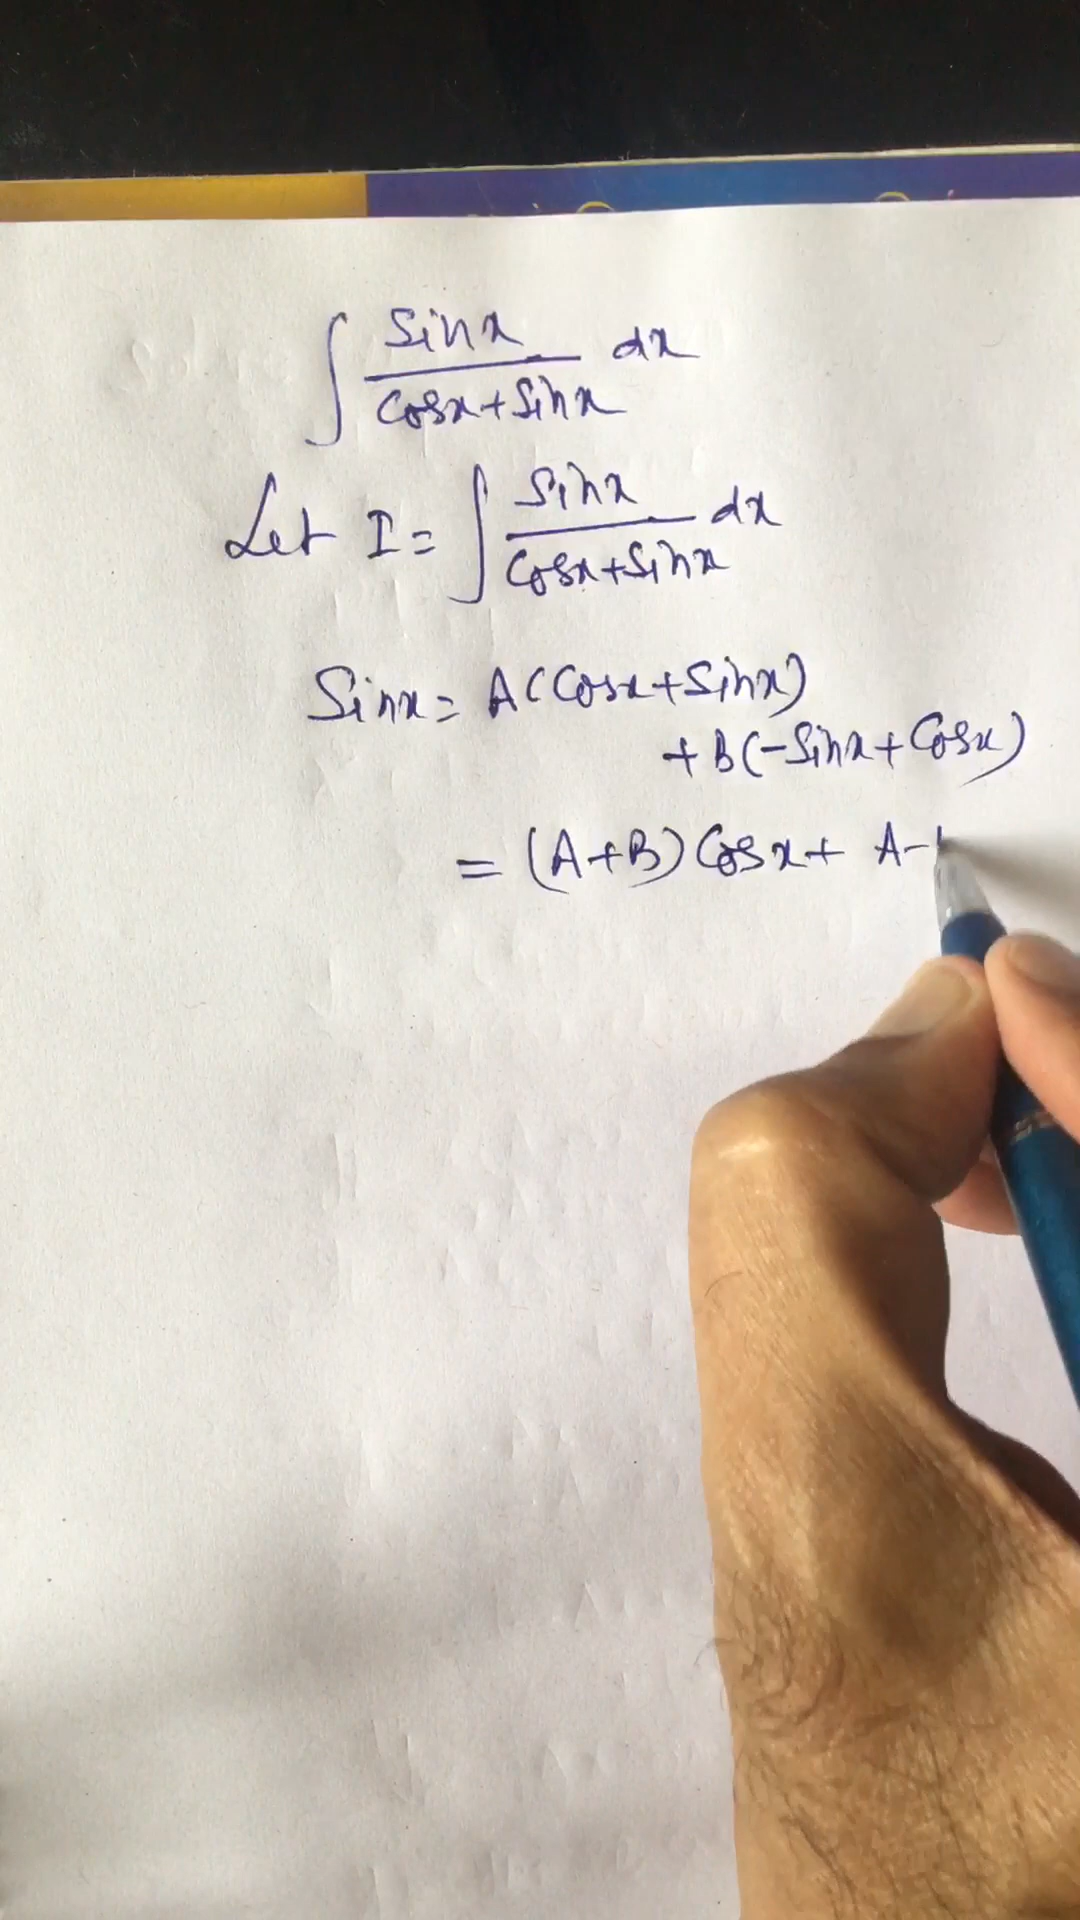 ∫ Sinx / Cosx+Sinx dx
Let I = ∫ Sinx / Cosx+Sinx dx
Sinx = A(Cosx+Sinx)
+B(-Sinx+Cosx)
= (A+B)Cosx+ A-